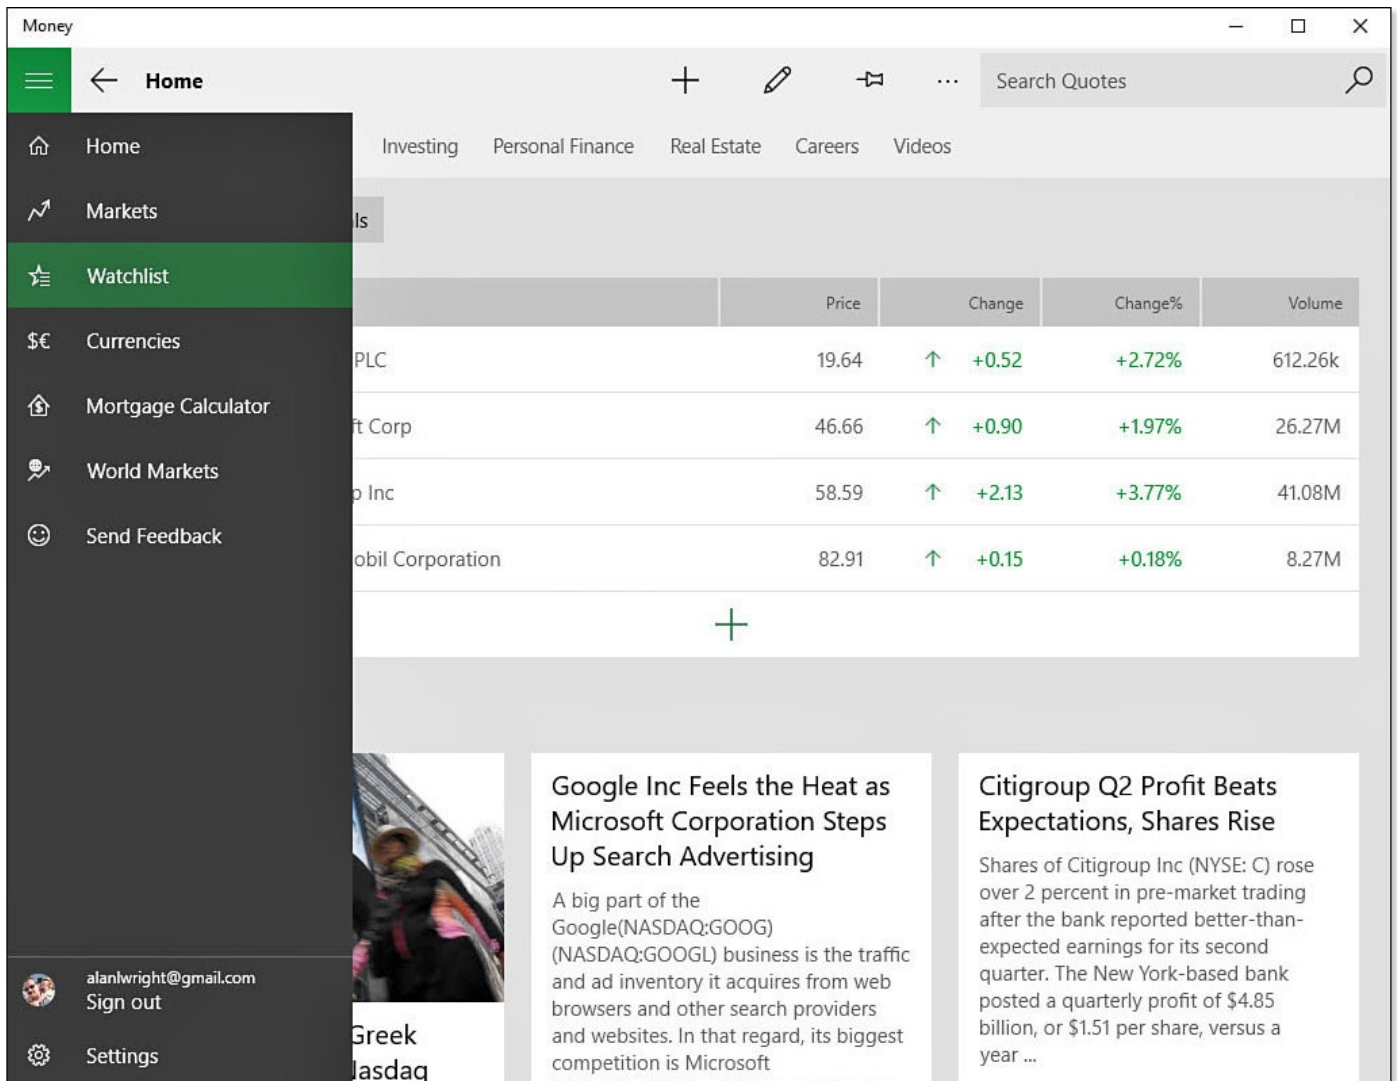 Money
Home
Search Quotes
Home
Investing Personal Finance Real Estate Careers Videos
Markets
ls
Watchlist
Price Change Change% Volume
Currencies
PLC 19.64 ↑ +0.52 +2.72% 612.26k
Mortgage Calculator
ft Corp 46.66 ↑ +0.90 +1.97% 26.27M
World Markets
p Inc 58.59 ↑ +2.13 +3.77% 41.08M
Send Feedback
obil Corporation 82.91 ↑ +0.15 +0.18% 8.27M
alanlwright@gmail.com
Sign out
Settings
Greek
Nasdaq
Google Inc Feels the Heat as
Microsoft Corporation Steps
Up Search Advertising
A big part of the
Google(NASDAQ:GOOG)
(NASDAQ:GOOGL) business is the traffic
and ad inventory it acquires from web
browsers and other search providers
and websites. In that regard, its biggest
competition is Microsoft
Citigroup Q2 Profit Beats
Expectations, Shares Rise
Shares of Citigroup Inc (NYSE: C) rose
over 2 percent in pre-market trading
after the bank reported better-than-
expected earnings for its second
quarter. The New York-based bank
posted a quarterly profit of $4.85
billion, or $1.51 per share, versus a
year ...